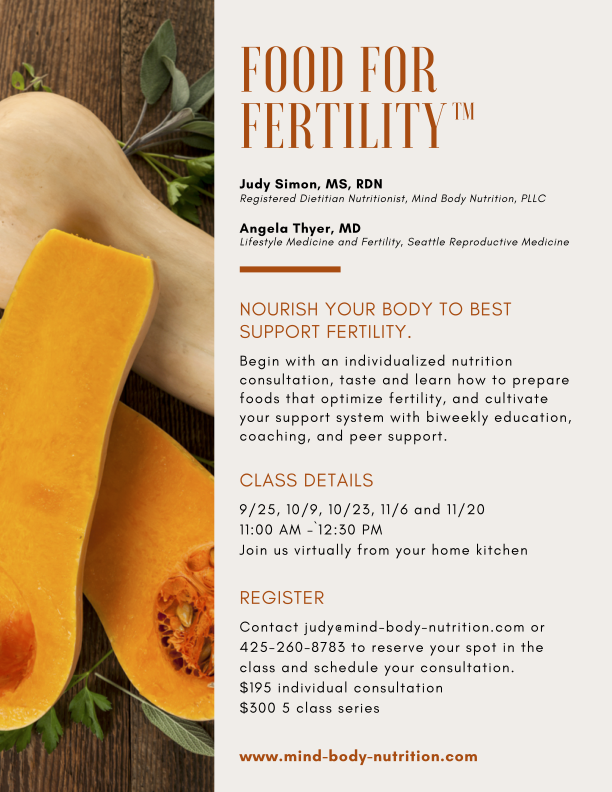 FOOD FOR
FERTILITY™
Judy Simon, MS, RDN
Registered Dietitian Nutritionist, Mind Body Nutrition, PLLC
Angela Thyer, MD
Lifestyle Medicine and Fertility, Seattle Reproductive Medicine
NOURISH YOUR BODY TO BEST
SUPPORT FERTILITY.
Begin with an individualized nutrition
consultation, taste and learn how to prepare
foods that optimize fertility, and cultivate
your support system with biweekly education,
coaching, and peer support.
CLASS DETAILS
9/25, 10/9, 10/23, 11/6 and 11/20
11:00 AM -`12:30 PM
Join us virtually from your home kitchen
REGISTER
Contact judy@mind-body-nutrition.com or
425-260-8783 to reserve your spot in the
class and schedule your consultation.
$195 individual consultation
$300 5 class series
www.mind-body-nutrition.com